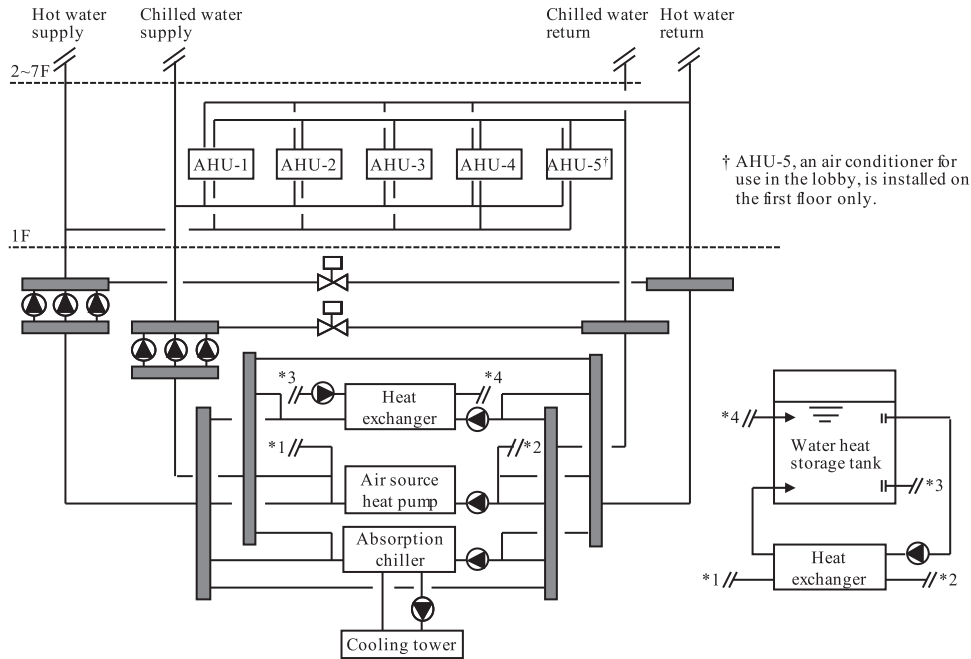 Hot water
supply
Chilled water
supply
Chilled water
return
Hot water
return
2~7F
AHU-1
AHU-2
AHU-3
AHU-4
AHU-5†
† AHU-5, an air conditioner for
use in the lobby, is installed on
the first floor only.
1F
*3
*4
Heat
exchanger
*1
*2
Air source
heat pump
Absorption
chiller
Cooling tower
*4
Water heat
storage tank
*3
Heat
exchanger
*1
*2